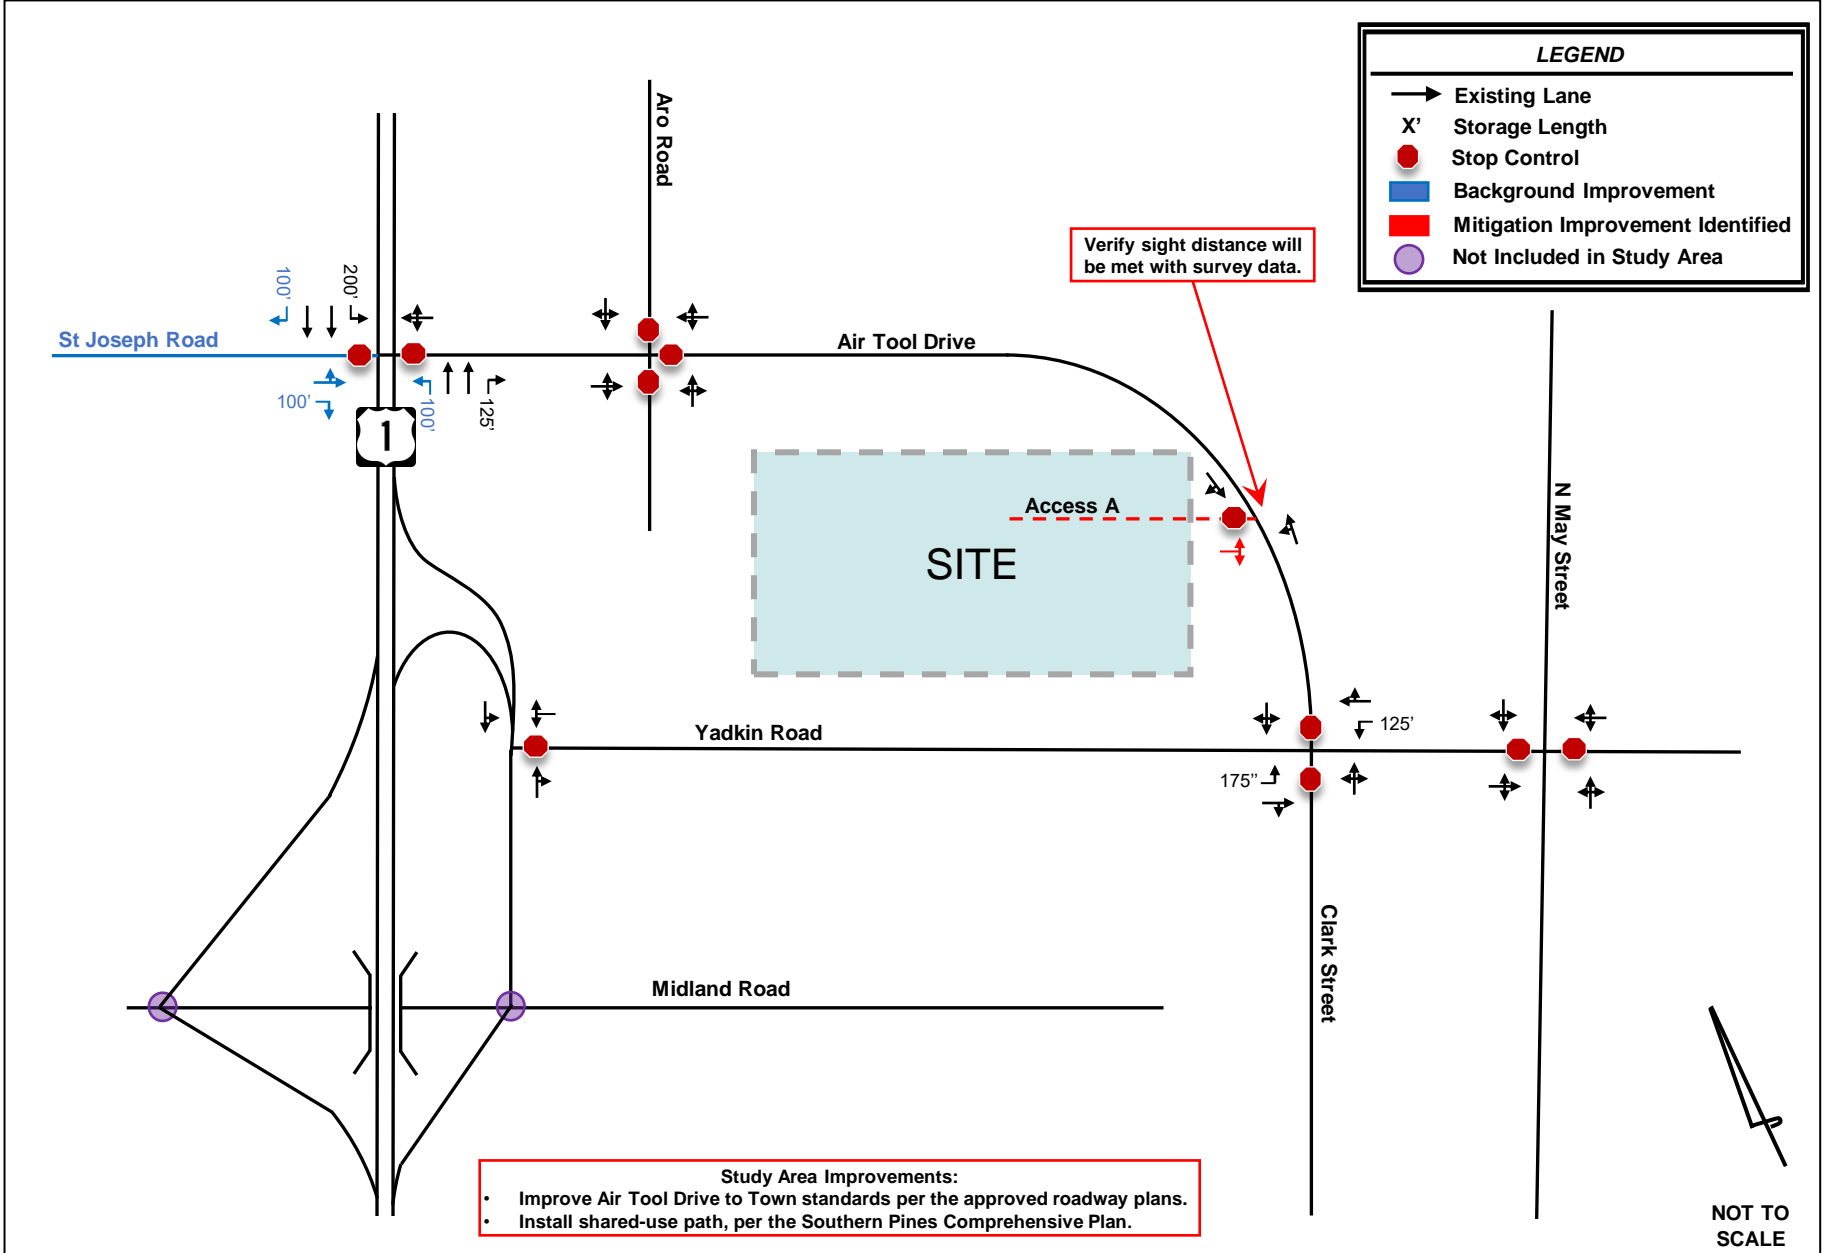 LEGEND
Existing Lane
X' Storage Length
Stop Control
Background Improvement
Mitigation Improvement Identified
Not Included in Study Area
Aro Road
Verify sight distance will
be met with survey data.
100'
200'
St Joseph Road
Air Tool Drive
100'
100'
125'
1
Access A
SITE
N May Street
Yadkin Road
125'
175''
Clark Street
Midland Road
Study Area Improvements:
• Improve Air Tool Drive to Town standards per the approved roadway plans.
• Install shared-use path, per the Southern Pines Comprehensive Plan.
NOT TO
SCALE